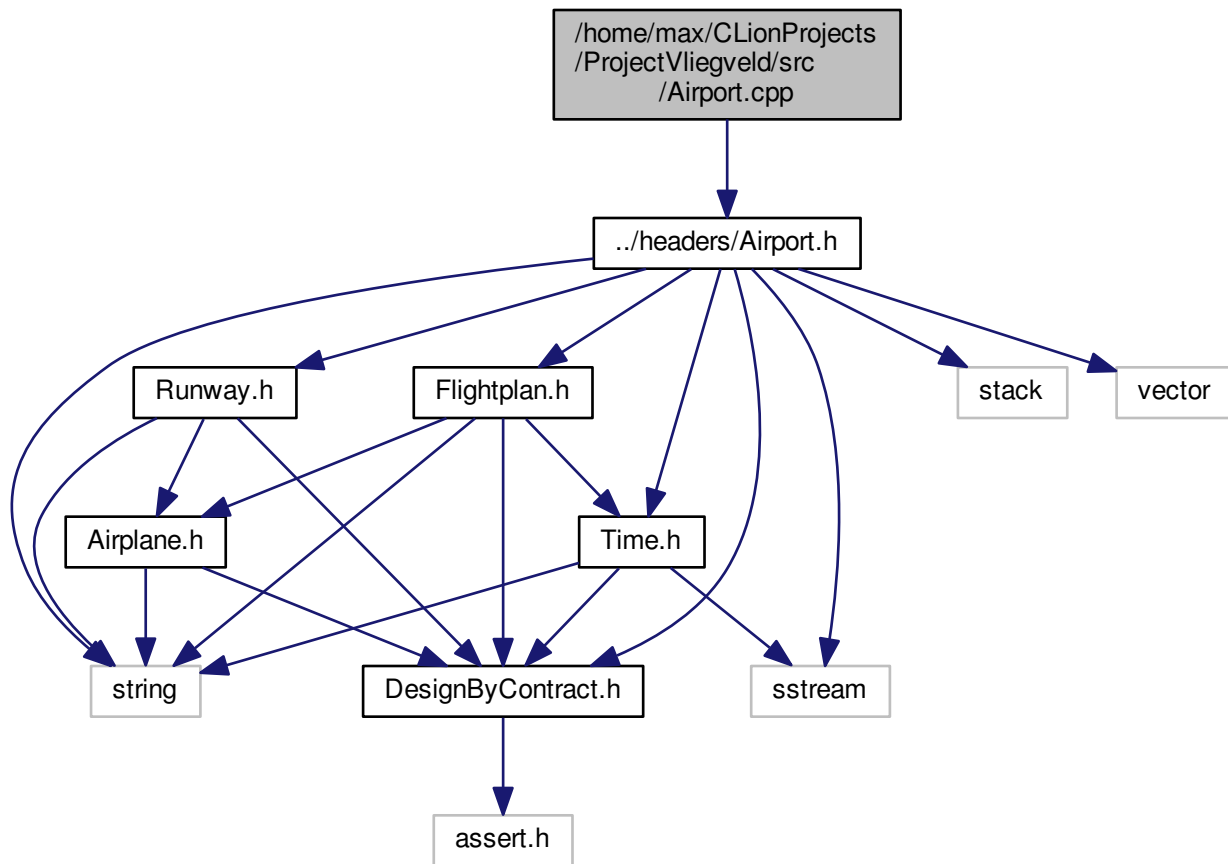 /home/max/CLionProjects
/ProjectVliegveld/src
/Airport.cpp
../headers/Airport.h
Runway.h
Flightplan.h
stack
vector
Airplane.h
Time.h
string
DesignByContract.h
sstream
assert.h